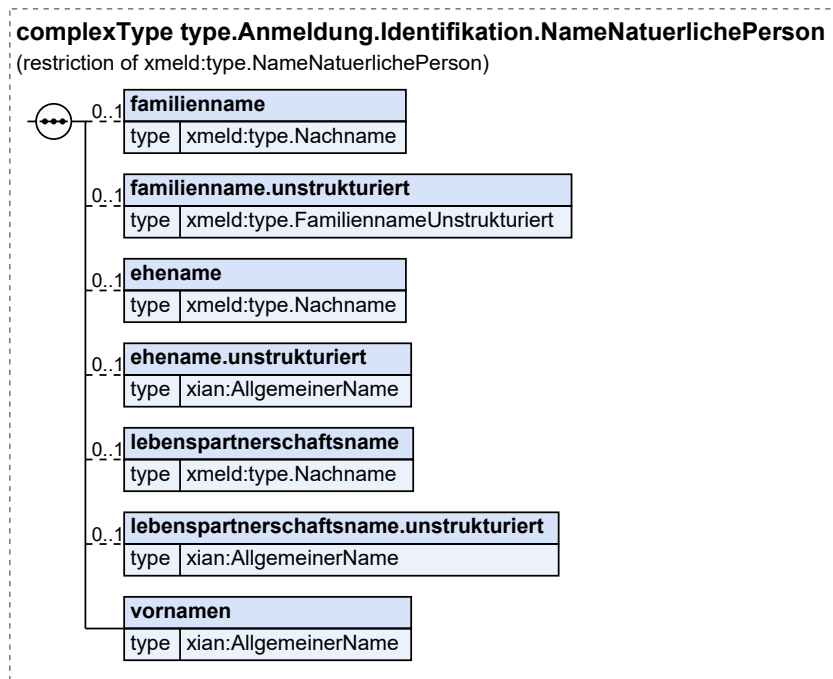 complexType type.Anmeldung.Identifikation.NameNatuerlichePerson
(restriction of xmeld:type.NameNatuerlichePerson)
0..1 familienname
type xmeld:type.Nachname
0..1 familienname.unstrukturiert
type xmeld:type.FamiliennameUnstrukturiert
0..1 ehename
type xmeld:type.Nachname
0..1 ehename.unstrukturiert
type xian:AllgemeinerName
0..1 lebenspartnerschaftsname
type xmeld:type.Nachname
0..1 lebenspartnerschaftsname.unstrukturiert
type xian:AllgemeinerName
vornamen
type xian:AllgemeinerName